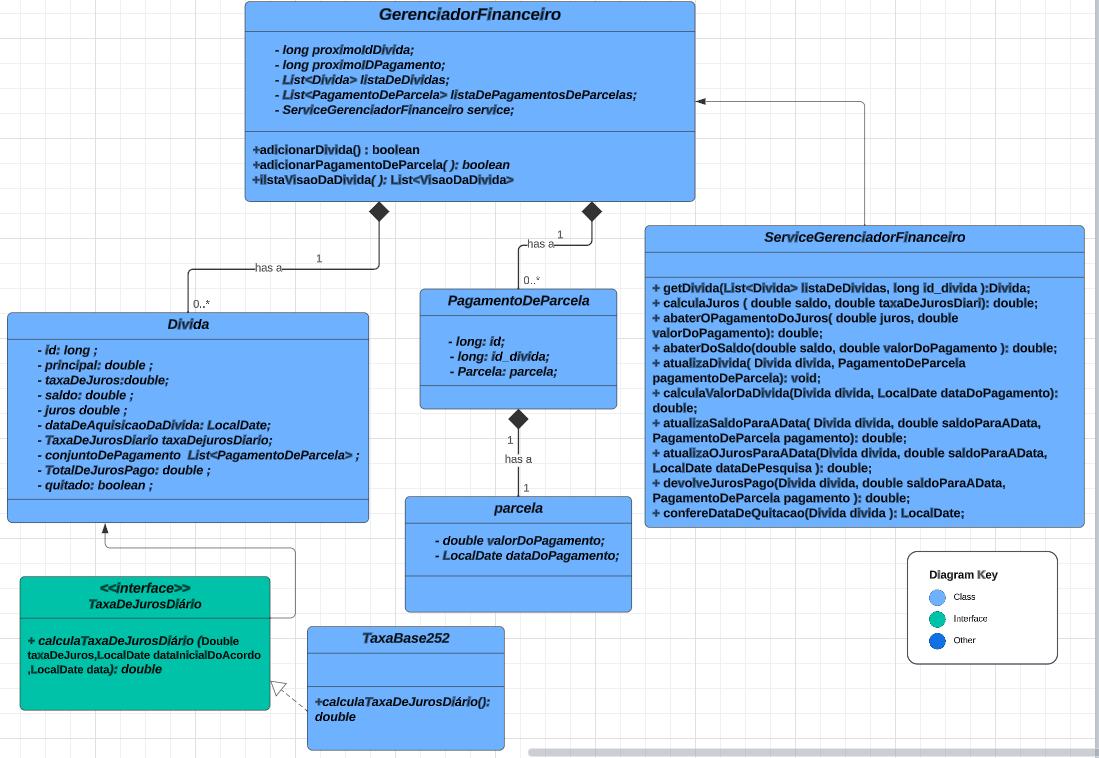 GerenciadorFinanceiro
- long proximoIdDivida;
- long proximoIDPagamento;
- List<Divida> listaDeDividas;
- List<PagamentoDeParcela> listaDePagamentosDeParcelas;
- ServiceGerenciadorFinanceiro service;
+adicionarDivida() : boolean
+adicionarPagamentoDeParcela( ): boolean
+ilstaVisaoDaDivida( ): List<VisaoDaDivida>
1
has a
0..*
1
has a
0..*
ServiceGerenciadorFinanceiro
+ getDivida(List<Divida> listaDeDividas, long id_divida ):Divida;
+ calculaJuros ( double saldo, double taxaDeJurosDiari): double;
+ abaterOPagamentoDoJuros( double juros, double
valorDoPagamento): double;
+ abaterDoSaldo(double saldo, double valorDoPagamento ): double;
+ atualizaDivida( Divida divida, PagamentoDeParcela
pagamentoDeParcela): void;
+ calculaValorDaDivida(Divida divida, LocalDate dataDoPagamento):
double;
+ atualizaSaldoParaAData( Divida divida, double saldoParaAData,
PagamentoDeParcela pagamento): double;
+ atualizaOJurosParaAData(Divida divida, double saldoParaAData,
LocalDate dataDePesquisa ): double;
+ devolveJurosPago(Divida divida, double saldoParaAData,
PagamentoDeParcela pagamento ): double;
+ confereDataDeQuitacao(Divida divida ): LocalDate;
PagamentoDeParcela
- long: id;
- long: id_divida;
- Parcela: parcela;
Divida
- id: long ;
- principal: double ;
- taxaDeJuros:double;
- saldo: double ;
- juros double ;
- dataDeAquisicaoDaDivida: LocalDate;
- TaxaDeJurosDiario taxaDejurosDiario;
- conjuntoDePagamento List<PagamentoDeParcela> ;
- TotalDeJurosPago: double ;
- quitado: boolean ;
1
has a
1
parcela
- double valorDoPagamento;
- LocalDate dataDoPagamento;
<<interface>>
TaxaDeJurosDiário
+ calculaTaxaDeJurosDiário (Double
taxaDeJuros,LocalDate dataInicialDoAcordo
,LocalDate data): double
TaxaBase252
+calculaTaxaDeJurosDiário():
double
Diagram Key
Class
Interface
Other